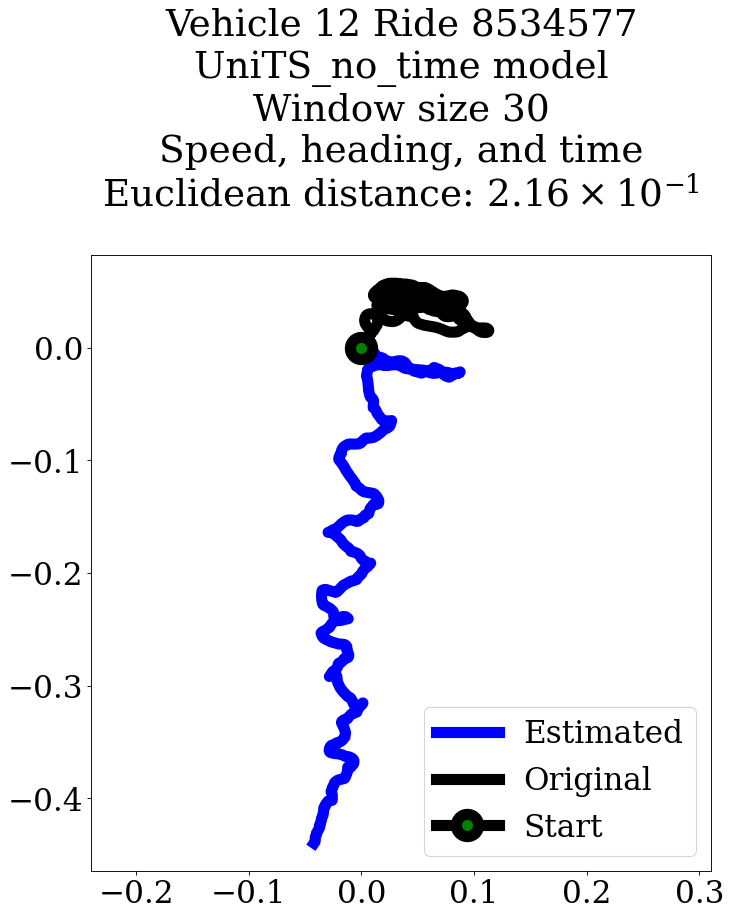 Vehicle 12 Ride 8534577
UniTS_no_time model
Window size 30
Speed, heading, and time
Euclidean distance: 2.16 × 10⁻¹
0.0
−0.1
−0.2
−0.3
−0.4
Estimated
Original
Start
−0.2 −0.1 0.0 0.1 0.2 0.3